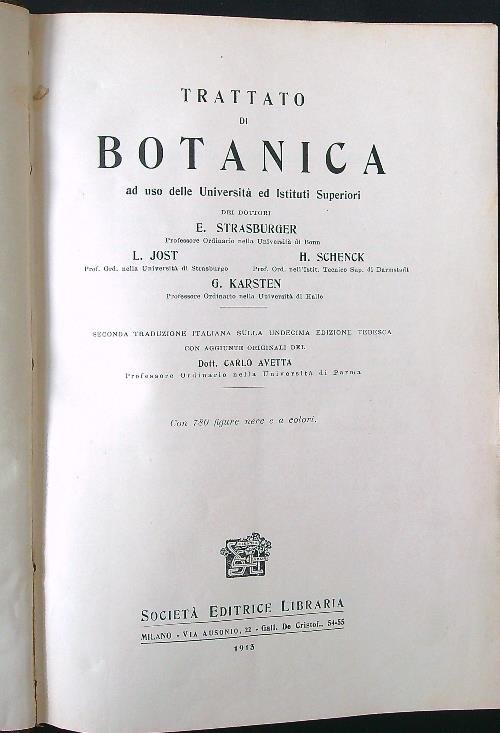 TRATTATO
DI
BOTANICA
ad uso delle Università ed Istituti Superiori
DEI DOTTORI
E. STRASBURGER
Professore Ordinario nella Università di Bonn
L. JOST
Prof. Ord. nella Università di Strasburgo
H. SCHENCK
Prof. Ord. nell'Istit. Tecnico Sup. di Darmstadt
G. KARSTEN
Professore Ordinario nella Università di Halle
SECONDA TRADUZIONE ITALIANA SULLA UNDECIMA EDIZIONE TEDESCA
CON AGGIUNTE ORIGINALI DEL
Dott. CARLO AVETTA
Professore Ordinario nella Università di Parma
Con 780 figure nere e a colori.
SOCIETÀ EDITRICE LIBRARIA
MILANO - VIA AUSONIO, 22 - Gall. De Cristof., 54-55
1913